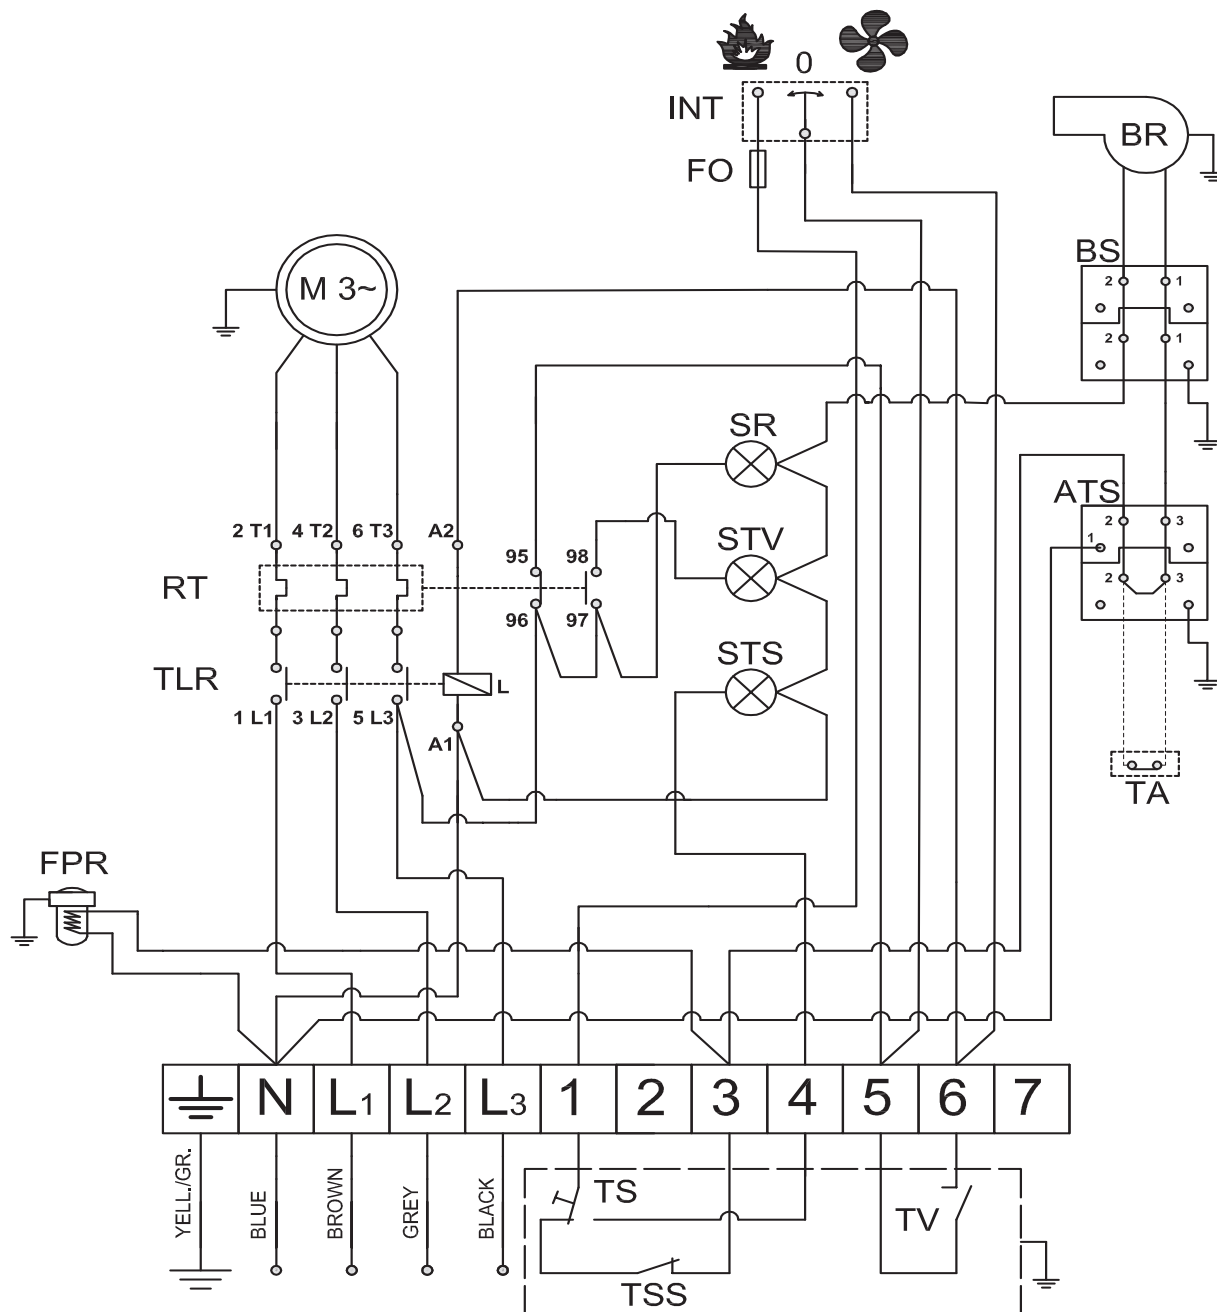 0
INT
FO
BR
BS
2 1
2 1
M 3~
SR
ATS
2 3
1
2 3
2 T1 4 T2 6 T3 A2
95 98
STV
RT
96 97
STS
TLR
L
1 L1 3 L2 5 L3
A1
TA
FPR
N L1 L2 L3 1 2 3 4 5 6 7
YELL./GR.
BLUE
BROWN
GREY
BLACK
TS
TV
TSS